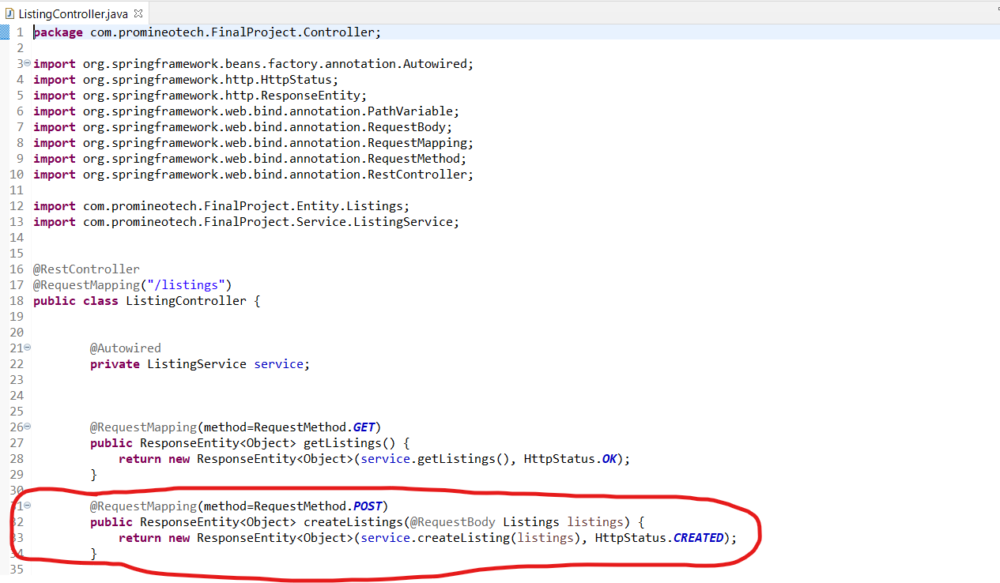 ListingController.java
1 package com.promineotech.FinalProject.Controller;
2
3 import org.springframework.beans.factory.annotation.Autowired;
4 import org.springframework.http.HttpStatus;
5 import org.springframework.http.ResponseEntity;
6 import org.springframework.web.bind.annotation.PathVariable;
7 import org.springframework.web.bind.annotation.RequestBody;
8 import org.springframework.web.bind.annotation.RequestMapping;
9 import org.springframework.web.bind.annotation.RequestMethod;
10 import org.springframework.web.bind.annotation.RestController;
11
12 import com.promineotech.FinalProject.Entity.Listings;
13 import com.promineotech.FinalProject.Service.ListingService;
14
15
16 @RestController
17 @RequestMapping("/listings")
18 public class ListingController {
19
20
21 @Autowired
22 private ListingService service;
23
24
25
26 @RequestMapping(method=RequestMethod.GET)
27 public ResponseEntity<Object> getListings() {
28 return new ResponseEntity<Object>(service.getListings(), HttpStatus.OK);
29 }
30
31 @RequestMapping(method=RequestMethod.POST)
32 public ResponseEntity<Object> createListings(@RequestBody Listings listings) {
33 return new ResponseEntity<Object>(service.createListing(listings), HttpStatus.CREATED);
34 }
35